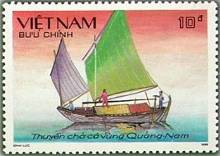 VIỆT NAM 10đ
BƯU CHÍNH
Thuyền chở cá Vùng Quảng-Nam